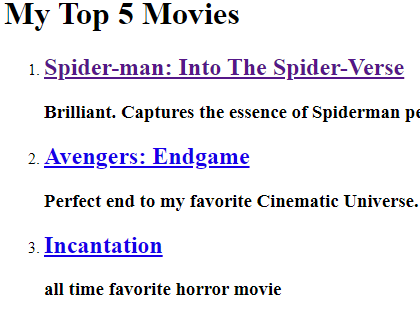 My Top 5 Movies
1. Spider-man: Into The Spider-Verse
Brilliant. Captures the essence of Spiderman
2. Avengers: Endgame
Perfect end to my favorite Cinematic Universe.
3. Incantation
all time favorite horror movie